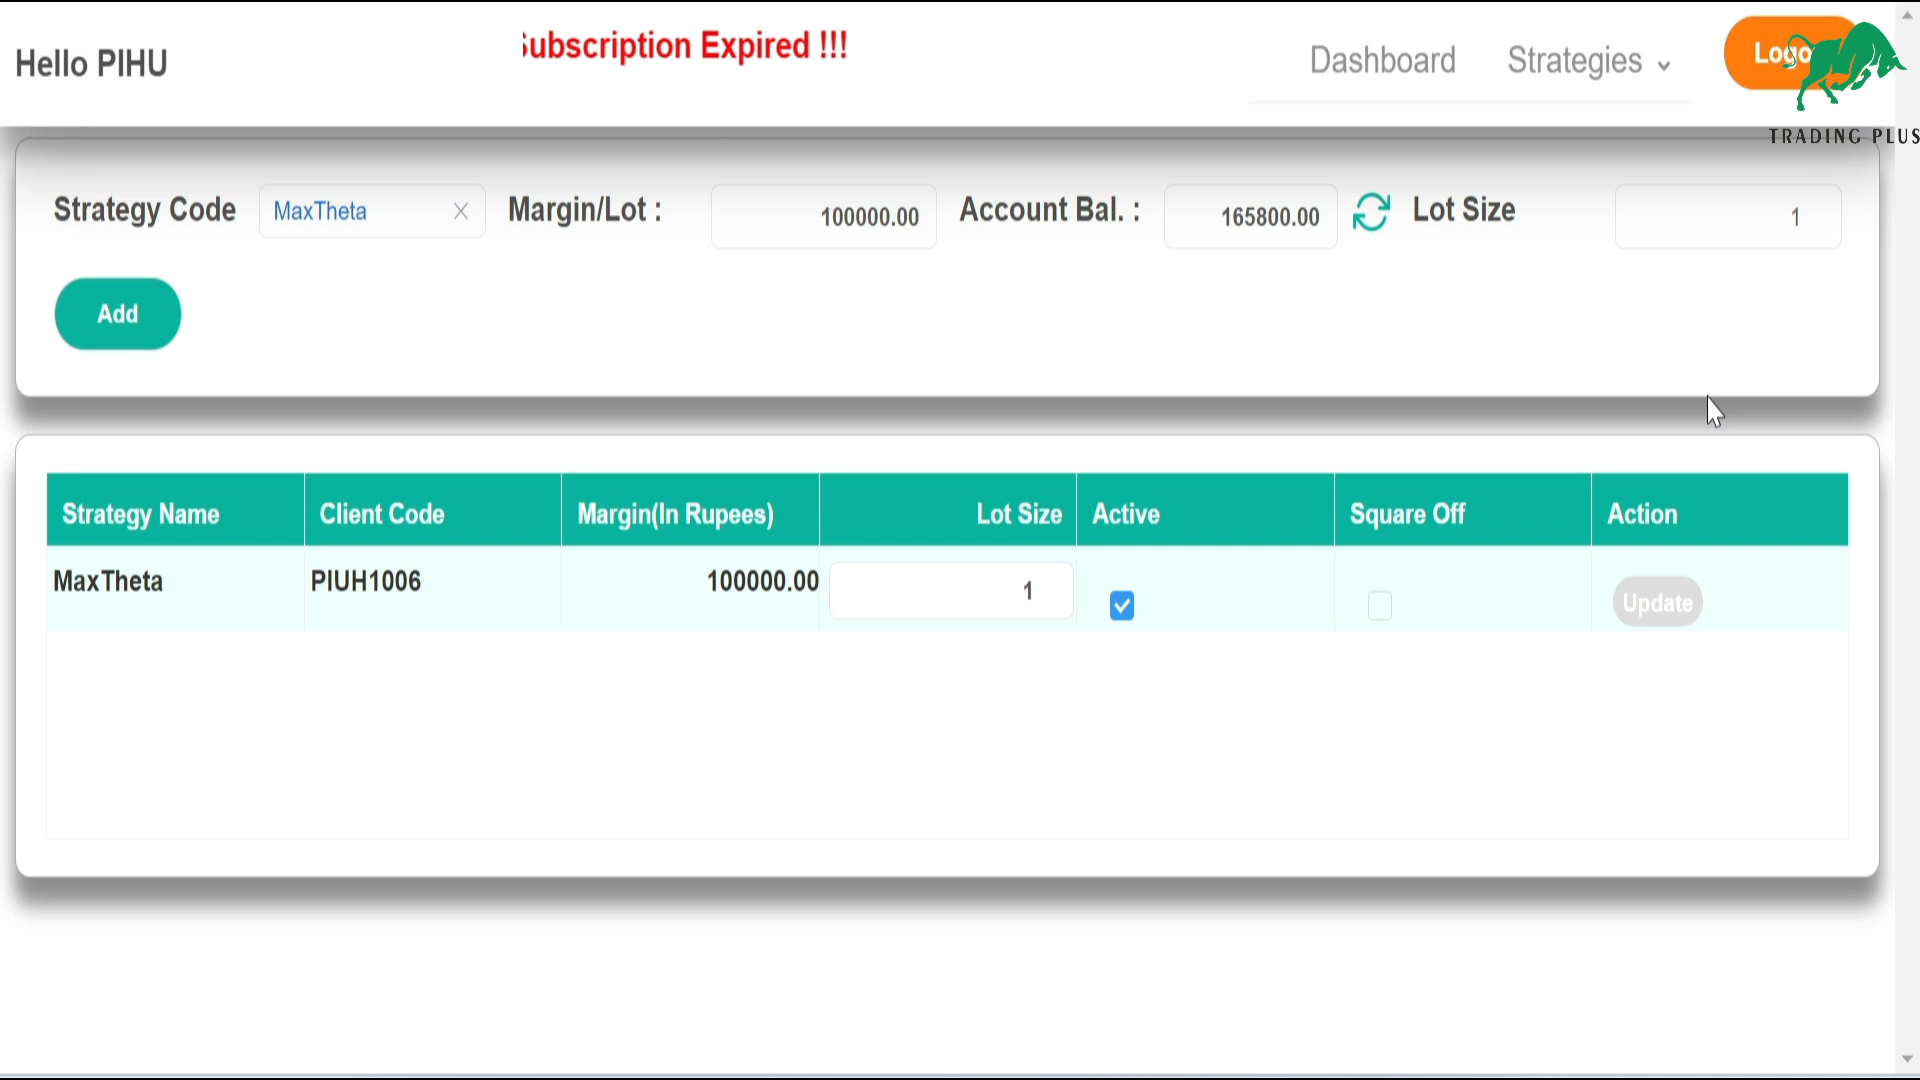 Hello PIHU
Subscription Expired !!!
Dashboard
Strategies
TRADING PLUS
Strategy Code
MaxTheta
Margin/Lot :
100000.00
Account Bal. :
165800.00
Lot Size
1
Add
Strategy Name Client Code Margin(In Rupees) Lot Size Active Square Off Action
MaxTheta PIUH1006 100000.00 1 Update